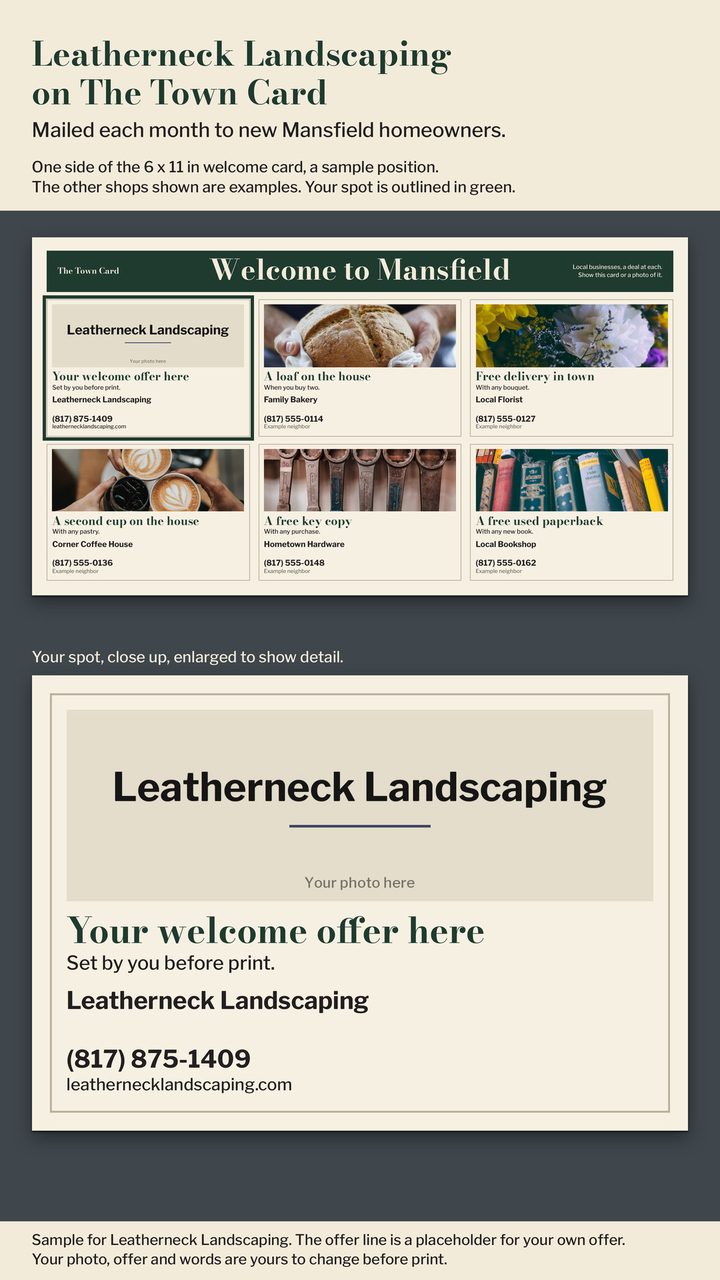 Leatherneck Landscaping
on The Town Card
Mailed each month to new Mansfield homeowners.
One side of the 6 x 11 in welcome card, a sample position.
The other shops shown are examples. Your spot is outlined in green.
The Town Card
Welcome to Mansfield
Local businesses, a deal at each.
Show this card or a photo of it.
Leatherneck Landscaping
Your photo here
Your welcome offer here
Set by you before print.
Leatherneck Landscaping
(817) 875-1409
leathernecklandscaping.com
A loaf on the house
When you buy two.
Family Bakery
(817) 555-0114
Example neighbor
Free delivery in town
With any bouquet.
Local Florist
(817) 555-0127
Example neighbor
A second cup on the house
With any pastry.
Corner Coffee House
(817) 555-0136
Example neighbor
A free key copy
With any purchase.
Hometown Hardware
(817) 555-0148
Example neighbor
A free used paperback
With any new book.
Local Bookshop
(817) 555-0162
Example neighbor
Your spot, close up, enlarged to show detail.
Leatherneck Landscaping
Your photo here
Your welcome offer here
Set by you before print.
Leatherneck Landscaping
(817) 875-1409
leathernecklandscaping.com
Sample for Leatherneck Landscaping. The offer line is a placeholder for your own offer.
Your photo, offer and words are yours to change before print.